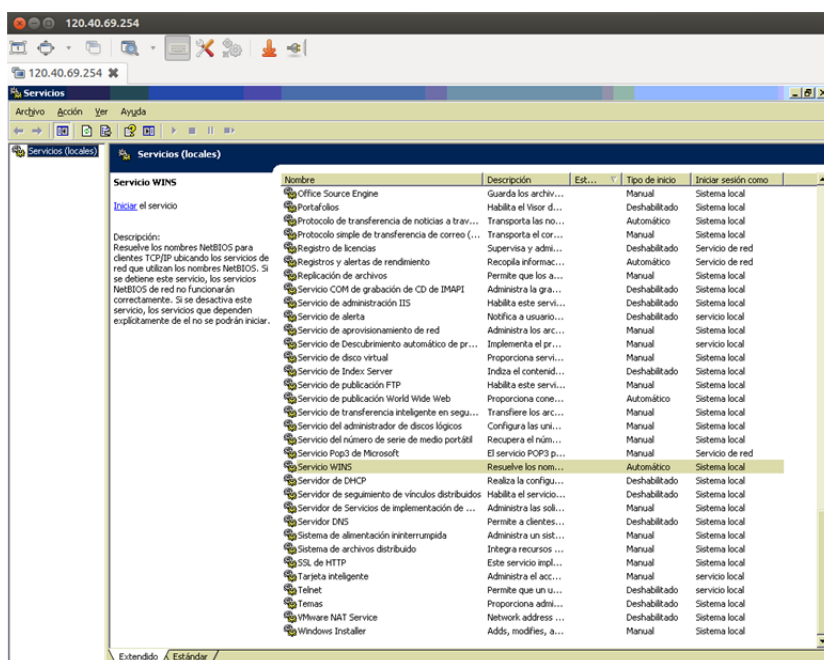 120.40.69.254
120.40.69.254
Servicios
Archivo Acción Ver Ayuda
Servicios (locales)
Servicios (locales)
Servicio WINS
Iniciar el servicio
Descripción:
Resuelve los nombres NetBIOS para
clientes TCP/IP ubicando los servicios de
red que utilizan los nombres NetBIOS. Si
se detiene este servicio, los servicios
NetBIOS de red no funcionarán
correctamente. Si se desactiva este
servicio, los servicios que dependen
explícitamente de el no se podrán iniciar.
Nombre Descripción Est... Tipo de inicio Iniciar sesión como
Office Source Engine Guarda los archiv... Manual Sistema local
Portafolios Habilita el Visor d... Deshabilitado Sistema local
Protocolo de transferencia de noticias a trav... Transporta las no... Automático Sistema local
Protocolo simple de transferencia de correo (... Transporta el cor... Manual Sistema local
Registro de licencias Supervisa y admi... Deshabilitado Servicio de red
Registros y alertas de rendimiento Recopila informac... Automático Servicio de red
Replicación de archivos Permite que los a... Manual Sistema local
Servicio COM de grabación de CD de IMAPI Administra la gra... Deshabilitado Sistema local
Servicio de administración IIS Habilita este servi... Deshabilitado Sistema local
Servicio de alerta Notifica a usuario... Deshabilitado servicio local
Servicio de aprovisionamiento de red Administra los arc... Manual Sistema local
Servicio de Descubrimiento automático de pr... Implementa el pr... Manual servicio local
Servicio de disco virtual Proporciona servi... Manual Sistema local
Servicio de Index Server Indiza el contenid... Deshabilitado Sistema local
Servicio de publicación FTP Habilita este servi... Manual Sistema local
Servicio de publicación World Wide Web Proporciona cone... Automático Sistema local
Servicio de transferencia inteligente en segu... Transfiere los arc... Manual Sistema local
Servicio del administrador de discos lógicos Configura las uni... Manual Sistema local
Servicio del número de serie de medio portátil Recupera el núm... Manual Sistema local
Servicio Pop3 de Microsoft El servicio POP3 p... Manual Servicio de red
Servicio WINS Resuelve los nom... Automático Sistema local
Servidor de DHCP Realiza la configu... Deshabilitado Sistema local
Servidor de seguimiento de vínculos distribuidos Habilita el servicio... Deshabilitado Sistema local
Servidor de Servicios de implementación de ... Administra las soli... Manual Sistema local
Servidor DNS Permite a clientes... Deshabilitado Sistema local
Sistema de alimentación ininterrumpida Administra un sist... Manual Sistema local
Sistema de archivos distribuido Integra recursos ... Manual Sistema local
SSL de HTTP Este servicio impl... Manual Sistema local
Tarjeta inteligente Administra el acc... Manual servicio local
Telnet Permite que un u... Deshabilitado servicio local
Temas Proporciona admi... Deshabilitado Sistema local
VMware NAT Service Network address ... Deshabilitado Sistema local
Windows Installer Adds, modifies, a... Manual Sistema local
Extendido Estándar